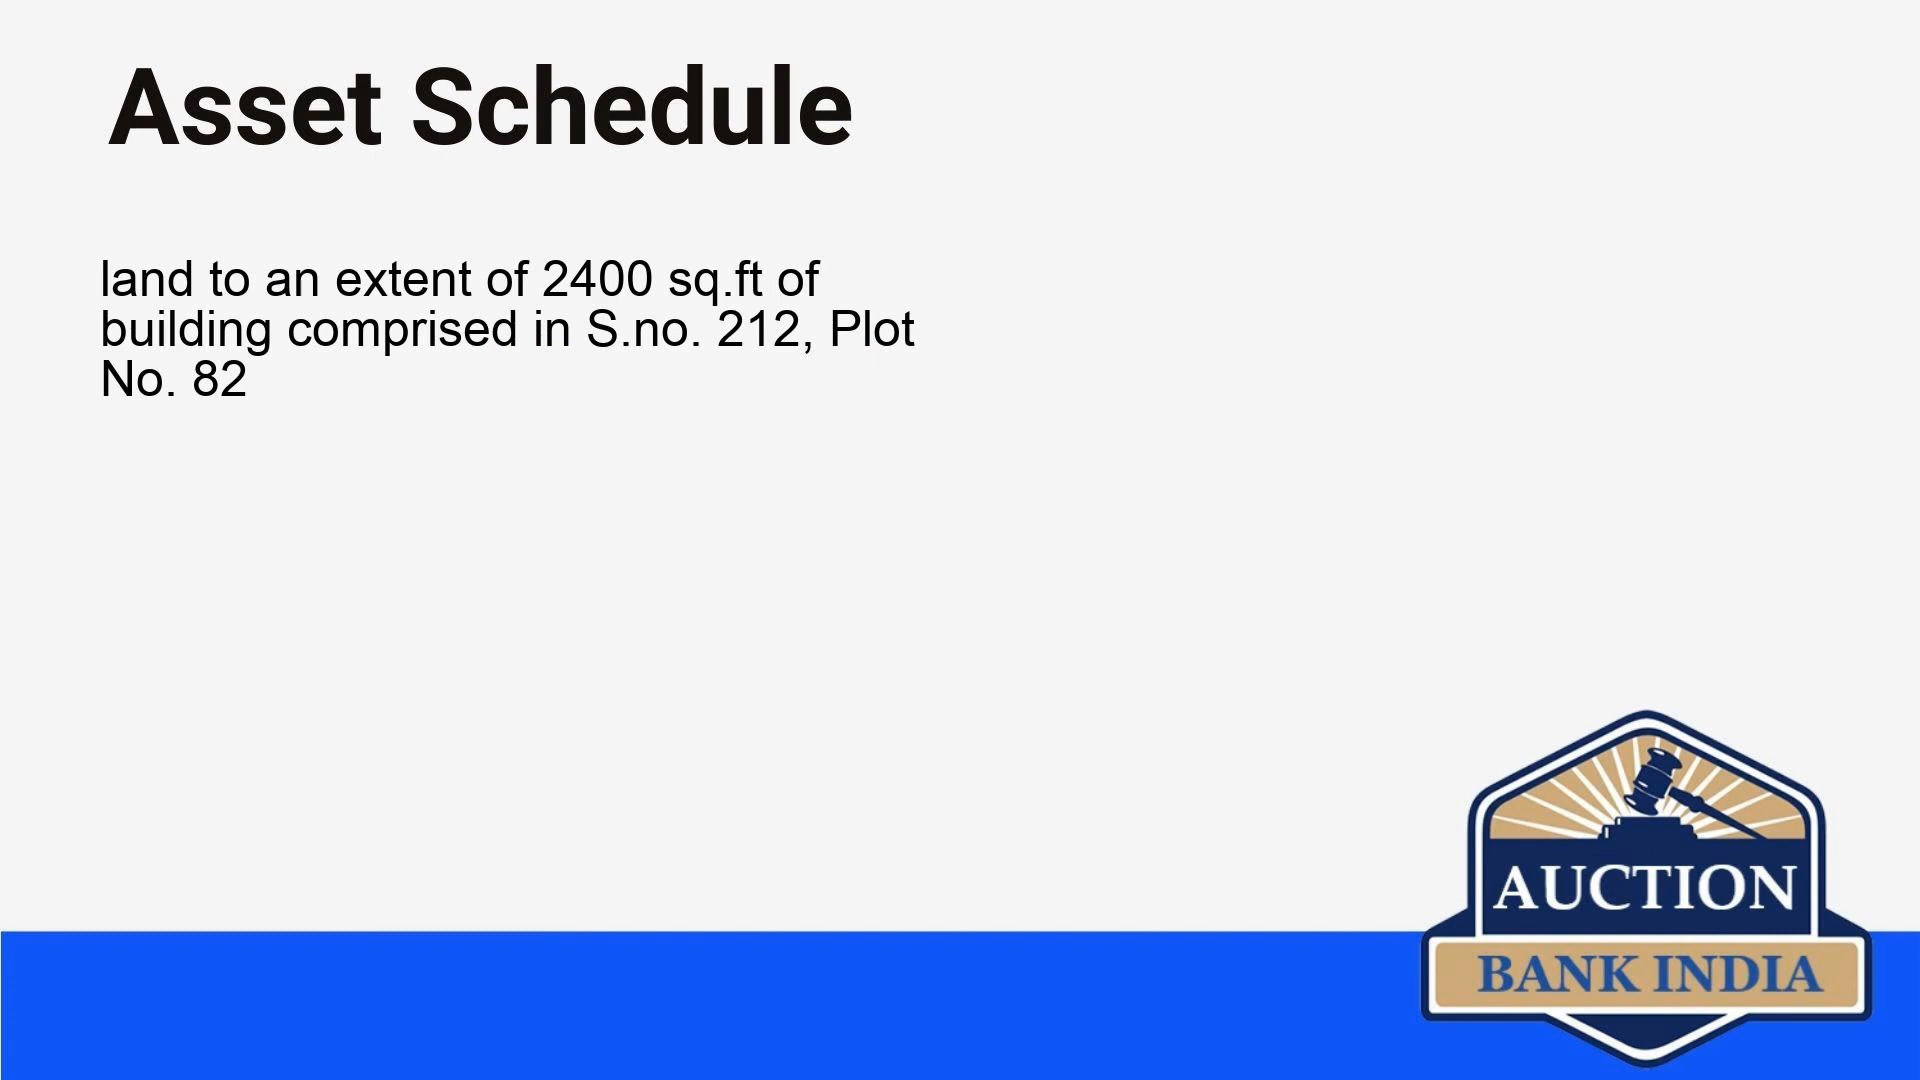 Asset Schedule
land to an extent of 2400 sq.ft of
building comprised in S.no. 212, Plot
No. 82
AUCTION
BANK INDIA